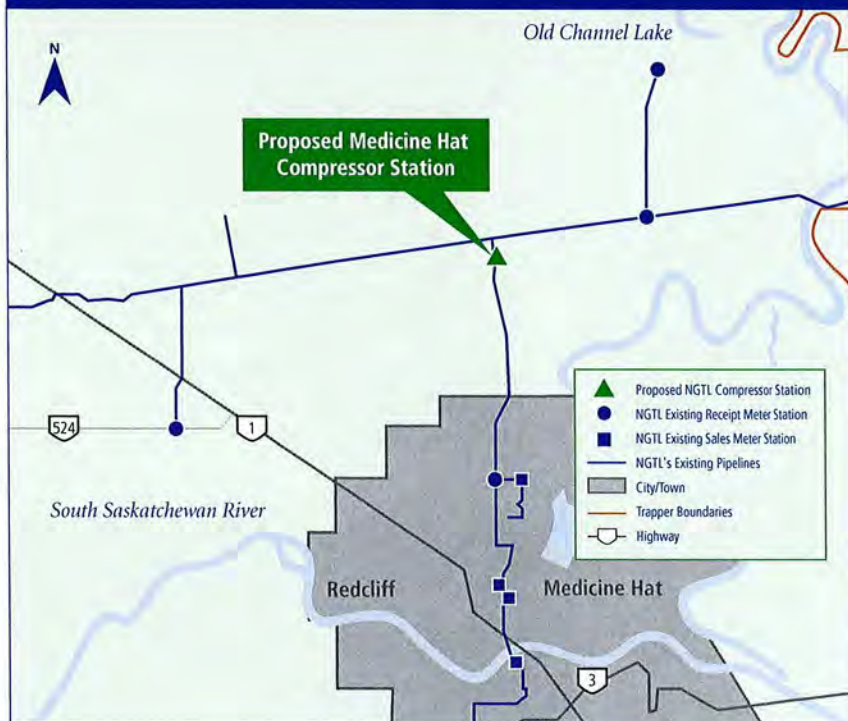 Old Channel Lake
N
Proposed Medicine Hat
Compressor Station
524
1
South Saskatchewan River
Redcliff
Medicine Hat
3
Proposed NGTL Compressor Station
NGTL Existing Receipt Meter Station
NGTL Existing Sales Meter Station
NGTL's Existing Pipelines
City/Town
Trapper Boundaries
Highway